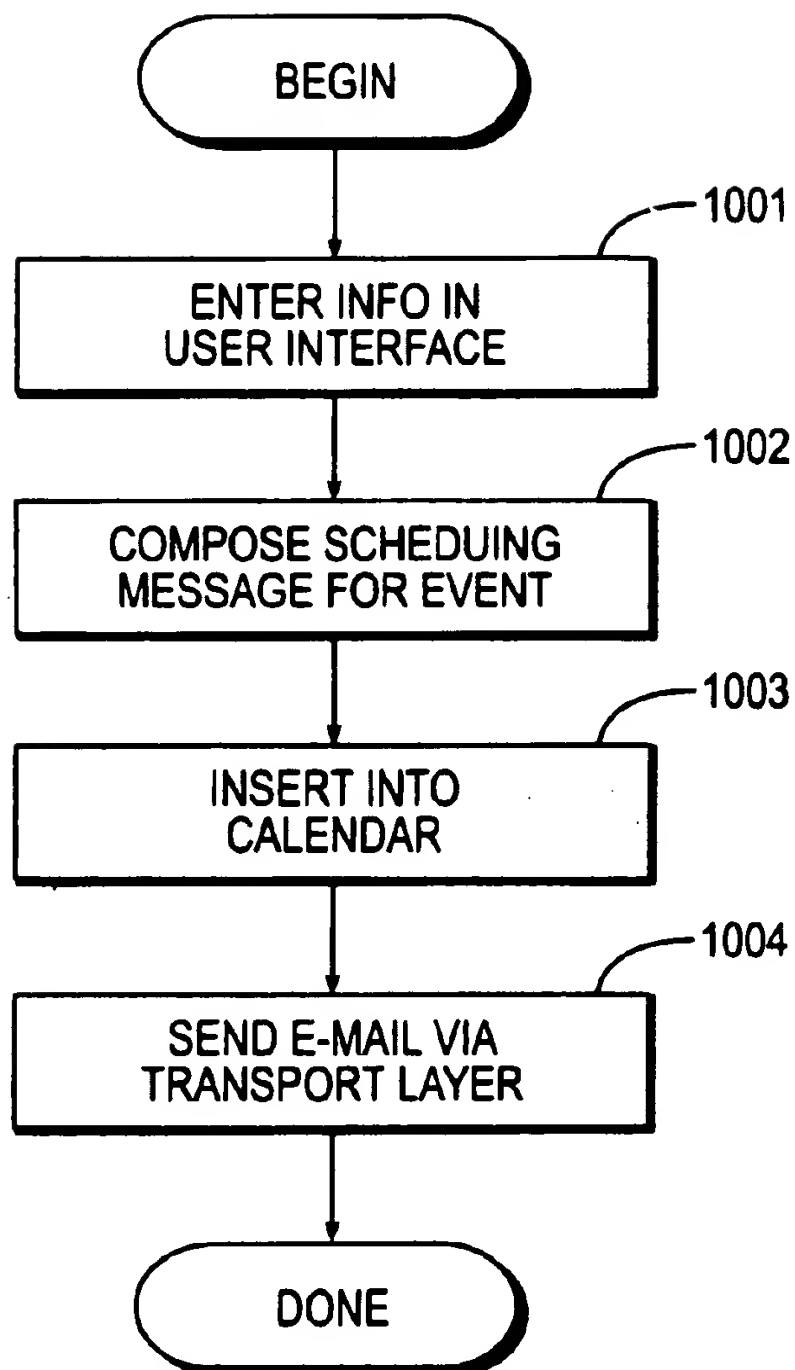 BEGIN
1001
ENTER INFO IN
USER INTERFACE
1002
COMPOSE SCHEDUING
MESSAGE FOR EVENT
1003
INSERT INTO
CALENDAR
1004
SEND E-MAIL VIA
TRANSPORT LAYER
DONE